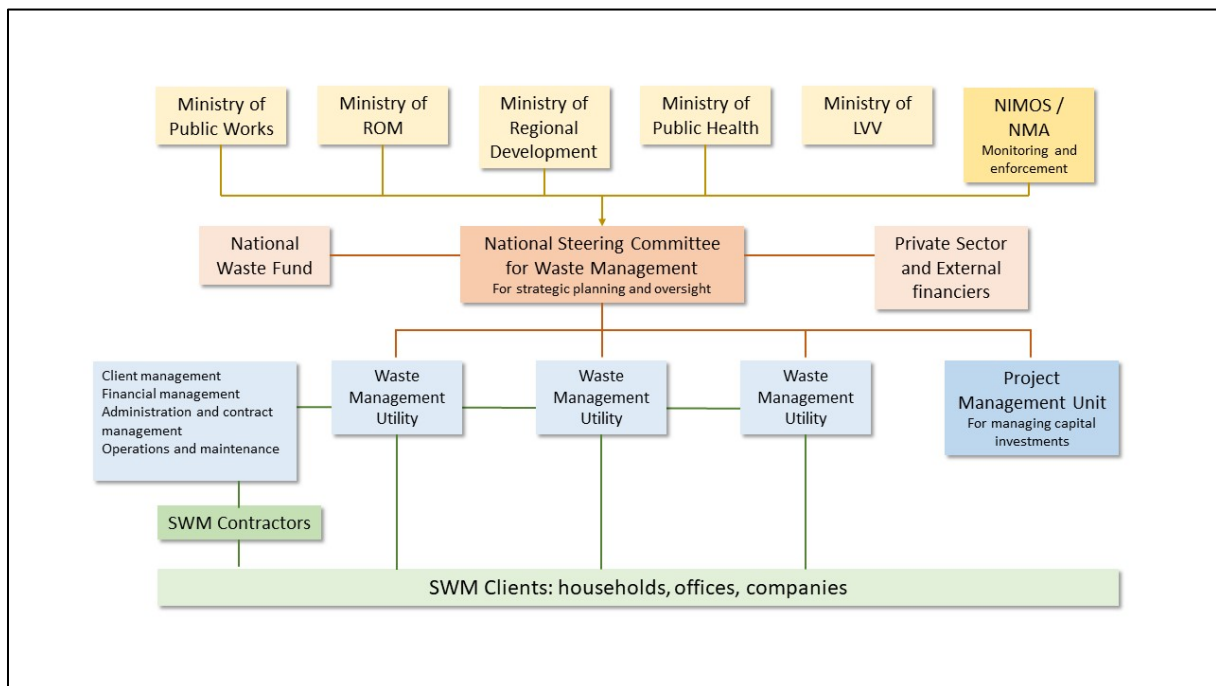 Ministry of
Public Works
Ministry of
ROM
Ministry of
Regional
Development
Ministry of
Public Health
Ministry of
LVV
NIMOS /
NMA
Monitoring and
enforcement
National
Waste Fund
National Steering Committee
for Waste Management
For strategic planning and oversight
Private Sector
and External
financiers
Client management
Financial management
Administration and contract
management
Operations and maintenance
Waste
Management
Utility
Waste
Management
Utility
Waste
Management
Utility
Project
Management Unit
For managing capital
investments
SWM Contractors
SWM Clients: households, offices, companies